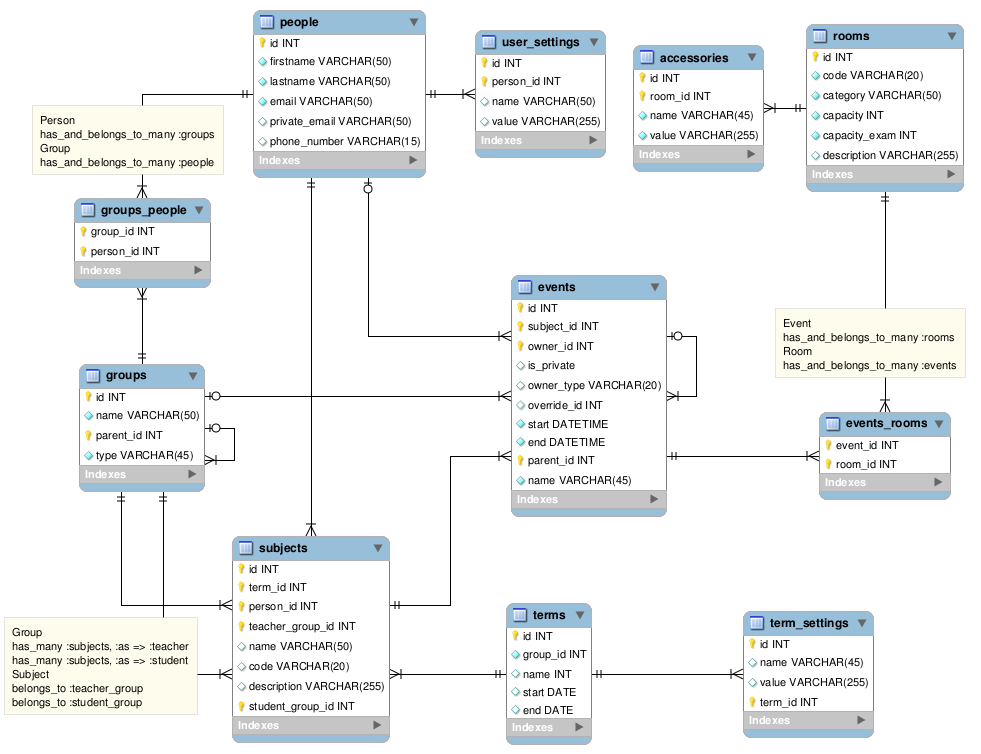 people
id INT
firstname VARCHAR(50)
lastname VARCHAR(50)
email VARCHAR(50)
private_email VARCHAR(50)
phone_number VARCHAR(15)
Indexes
user_settings
id INT
person_id INT
name VARCHAR(50)
value VARCHAR(255)
Indexes
accessories
id INT
room_id INT
name VARCHAR(45)
value VARCHAR(255)
Indexes
rooms
id INT
code VARCHAR(20)
category VARCHAR(50)
capacity INT
capacity_exam INT
description VARCHAR(255)
Indexes
Person
has_and_belongs_to_many :groups
Group
has_and_belongs_to_many :people
groups_people
group_id INT
person_id INT
Indexes
events
id INT
subject_id INT
owner_id INT
is_private
owner_type VARCHAR(20)
override_id INT
start DATETIME
end DATETIME
parent_id INT
name VARCHAR(45)
Indexes
Event
has_and_belongs_to_many :rooms
Room
has_and_belongs_to_many :events
groups
id INT
name VARCHAR(50)
parent_id INT
type VARCHAR(45)
Indexes
events_rooms
event_id INT
room_id INT
Indexes
subjects
id INT
term_id INT
person_id INT
teacher_group_id INT
name VARCHAR(50)
code VARCHAR(20)
description VARCHAR(255)
student_group_id INT
Indexes
Group
has_many :subjects, :as => :teacher
has_many :subjects, :as => :student
Subject
belongs_to :teacher_group
belongs_to :student_group
terms
id INT
group_id INT
name INT
start DATE
end DATE
Indexes
term_settings
id INT
name VARCHAR(45)
value VARCHAR(255)
term_id INT
Indexes